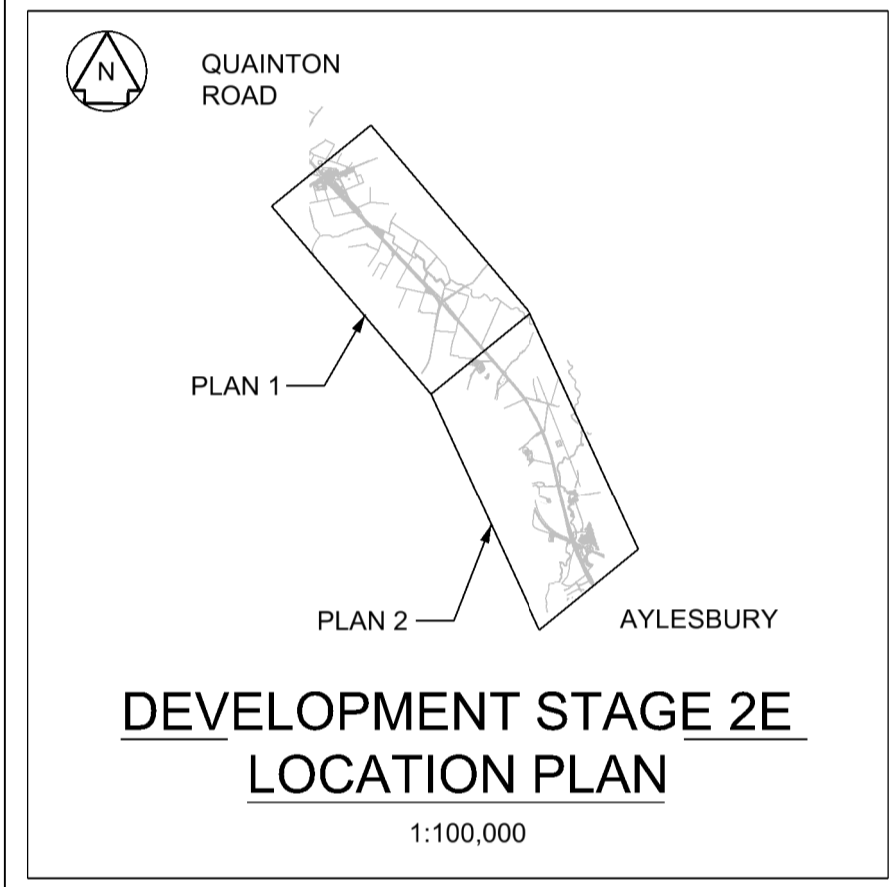 N
QUAINTON
ROAD
PLAN 1
PLAN 2
AYLESBURY
DEVELOPMENT STAGE 2E
LOCATION PLAN
1:100,000